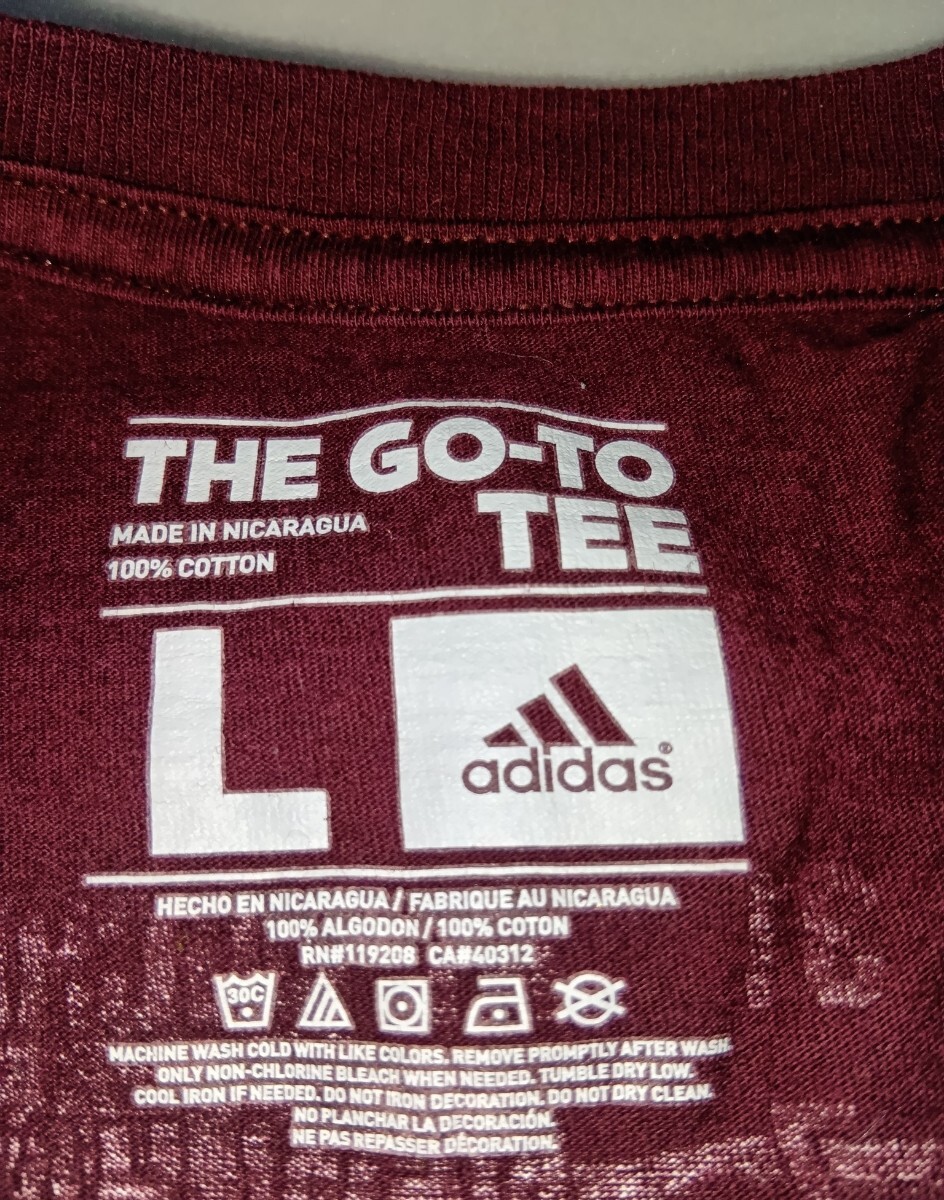 THE GO-TO
TEE
MADE IN NICARAGUA
100% COTTON
L
adidas®
HECHO EN NICARAGUA / FABRIQUE AU NICARAGUA
100% ALGODON / 100% COTON
RN#119208 CA#40312
30C
MACHINE WASH COLD WITH LIKE COLORS. REMOVE PROMPTLY AFTER WASH.
ONLY NON-CHLORINE BLEACH WHEN NEEDED. TUMBLE DRY LOW.
COOL IRON IF NEEDED. DO NOT IRON DECORATION. DO NOT DRY CLEAN.
NO PLANCHAR LA DECORACIÓN.
NE PAS REPASSER DÉCORATION.